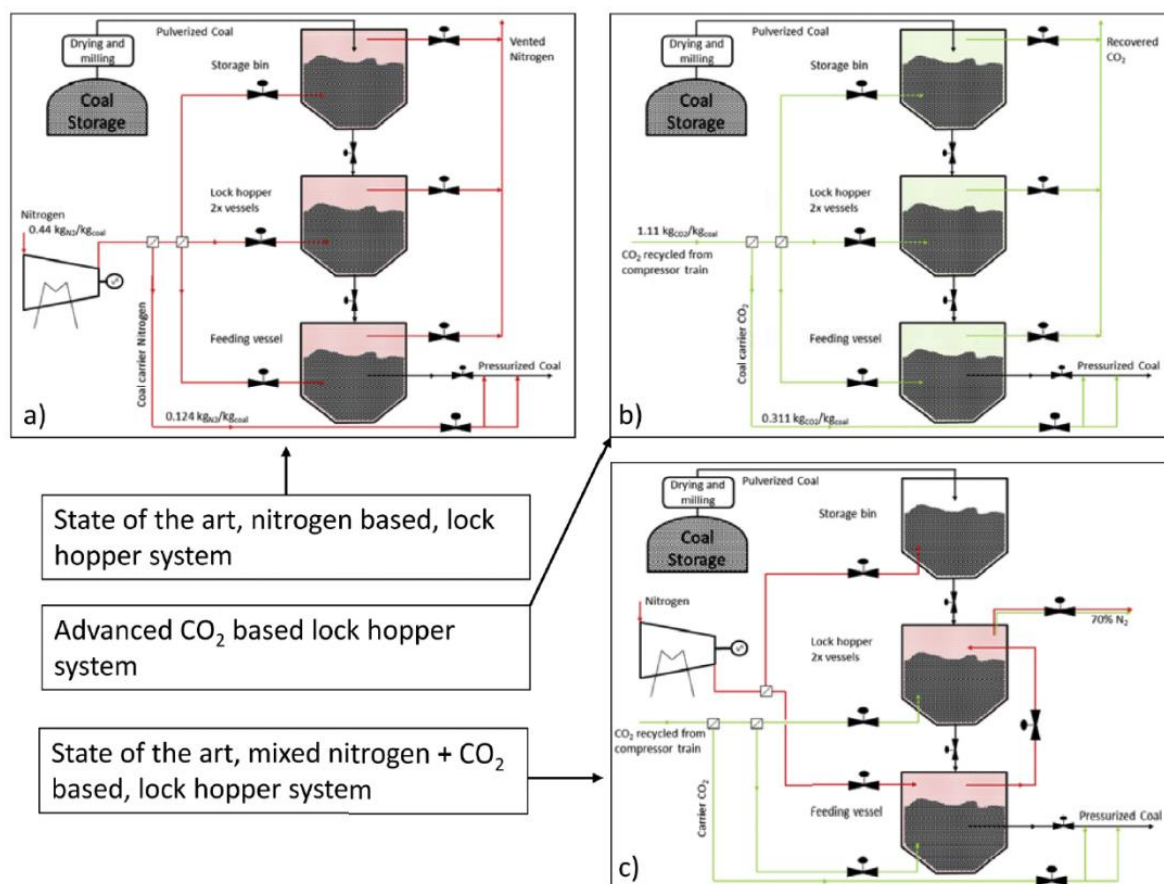 Drying and
milling
Pulverized Coal
Coal
Storage
Storage bin
Vented
Nitrogen
Lock hopper
2x vessels
Nitrogen
0.44 kgN2/kgcoal
Coal carrier Nitrogen
Feeding vessel
Pressurized Coal
0.124 kgN2/kgcoal
a)
Drying and
milling
Pulverized Coal
Coal
Storage
Storage bin
Recovered
CO2
Lock hopper
2x vessels
1.11 kgCO2/kgcoal
CO2 recycled from
compressor train
Coal carrier CO2
Feeding vessel
Pressurized Coal
0.311 kgCO2/kgcoal
b)
State of the art, nitrogen based, lock
hopper system
Advanced CO2 based lock hopper
system
State of the art, mixed nitrogen + CO2
based, lock hopper system
Drying and
milling
Pulverized Coal
Coal
Storage
Storage bin
Nitrogen
70% N2
Lock hopper
2x vessels
CO2 recycled from
compressor train
Carrier CO2
Feeding vessel
Pressurized Coal
c)